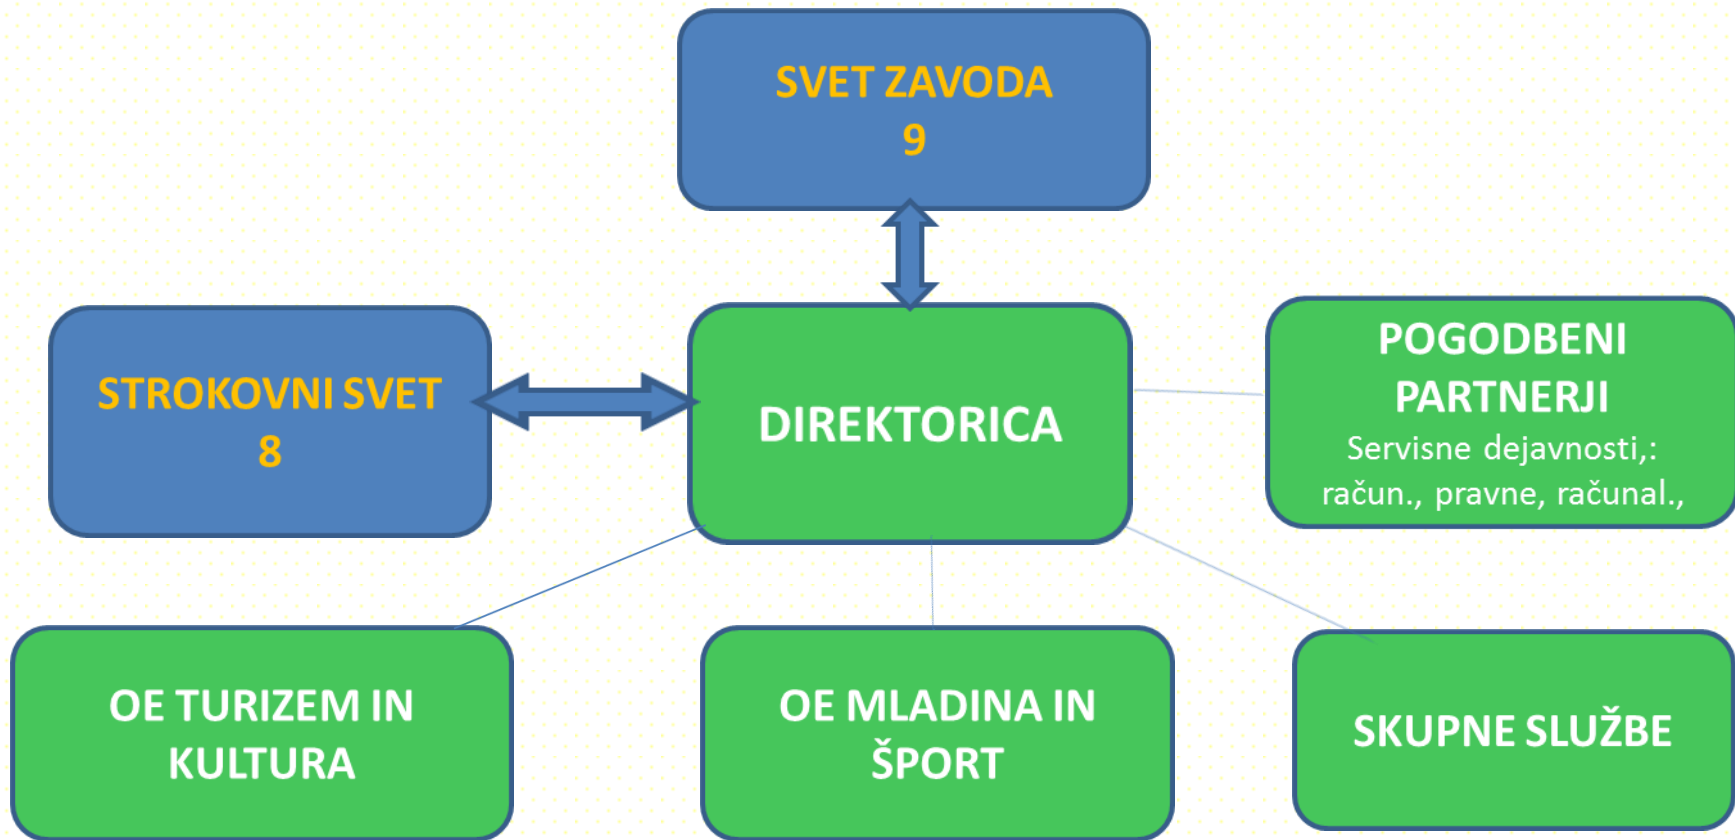 SVET ZAVODA
9
STROKOVNI SVET
8
DIREKTORICA
POGODBENI
PARTNERJI
Servisne dejavnosti,:
račun., pravne, računal.,
OE TURIZEM IN
KULTURA
OE MLADINA IN
ŠPORT
SKUPNE SLUŽBE